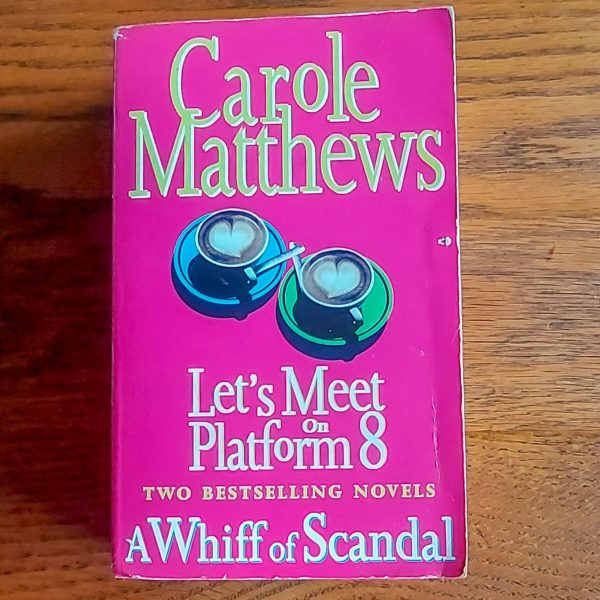 Carole
Matthews
Let's Meet
On
Platform 8
TWO BESTSELLING NOVELS
A Whiff of Scandal